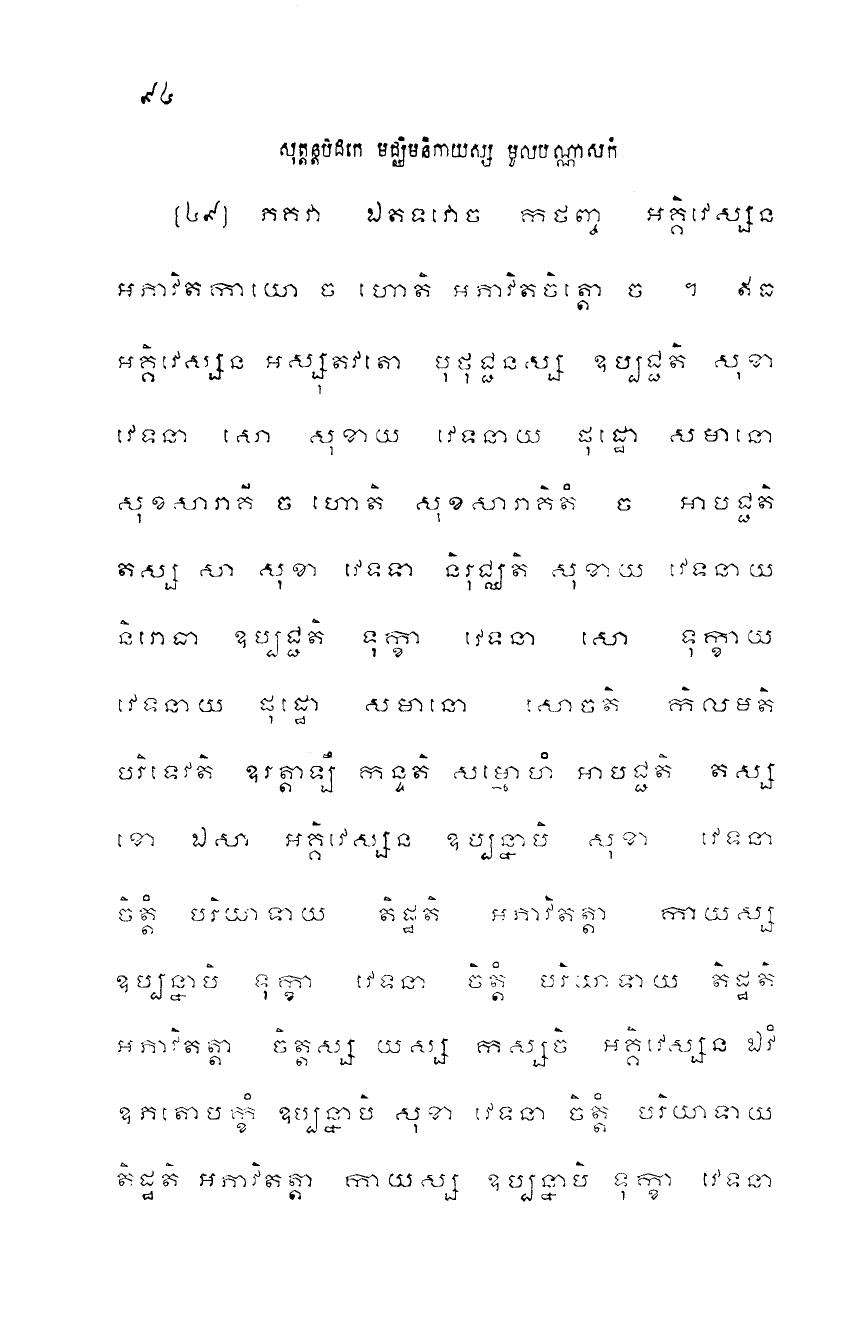 ៩៤
សុត្តន្តបិដកេ មជ្ឈិមនិកាយស្ស មូលបណ្ណាសកំ
[៤៩] ភគវា ឯតទវោច កថញ្ច អគ្គិវេស្សន
អភាវិតកាយោ ច ហោតិ អភាវិតចិត្តោ ច ។ ឥធ
អគ្គិវេស្សន អស្សុតវតោ បុថុជ្ជនស្ស ឧប្បជ្ជតិ សុខា
វេទនា សោ សុខាយ វេទនាយ ផុដ្ឋោ សមានោ
សុខសារាគី ច ហោតិ សុខសារាគិតំ ច អាបជ្ជតិ
តស្ស សា សុខា វេទនា និរុជ្ឈតិ សុខាយ វេទនាយ
និរោធា ឧប្បជ្ជតិ ទុក្ខា វេទនា សោ ទុក្ខាយ
វេទនាយ ផុដ្ឋោ សមានោ សោចតិ កិលមតិ
បរិទេវតិ ឧរត្តាឡឹ កន្ទតិ សម្មោហំ អាបជ្ជតិ តស្ស
ខោ ឯសា អគ្គិវេស្សន ឧប្បន្នាបិ សុខា វេទនា
ចិត្តំ បរិយាទាយ តិដ្ឋតិ អភាវិតត្តា កាយស្ស
ឧប្បន្នាបិ ទុក្ខា វេទនា ចិត្តំ បរិយាទាយ តិដ្ឋតិ
អភាវិតត្តា ចិត្តស្ស យស្ស កស្សចិ អគ្គិវេស្សន ឯវំ
ឧភតោបក្ខំ ឧប្បន្នាបិ សុខា វេទនា ចិត្តំ បរិយាទាយ
តិដ្ឋតិ អភាវិតត្តា កាយស្ស ឧប្បន្នាបិ ទុក្ខា វេទនា